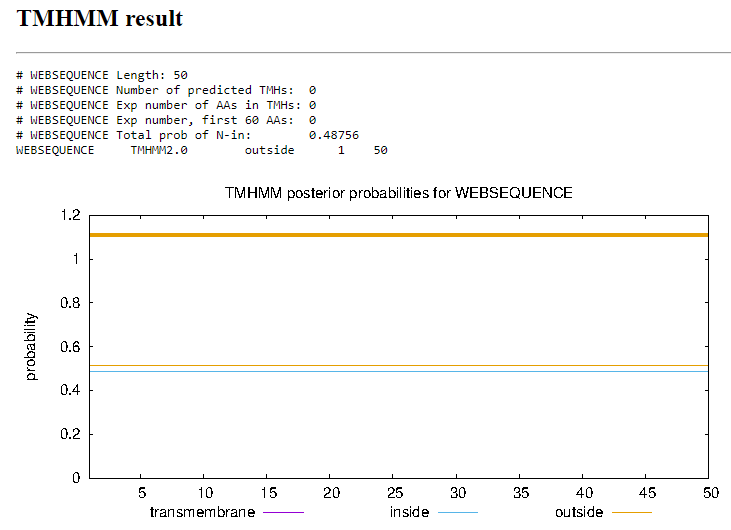 TMHMM result
# WEBSEQUENCE Length: 50
# WEBSEQUENCE Number of predicted TMHs:  0
# WEBSEQUENCE Exp number of AAs in TMHs: 0
# WEBSEQUENCE Exp number, first 60 AAs:  0
# WEBSEQUENCE Total prob of N-in:        0.48756
WEBSEQUENCE     TMHMM2.0        outside      1    50
TMHMM posterior probabilities for WEBSEQUENCE
1.2
1
0.8
0.6
0.4
0.2
0
probability
5 10 15 20 25 30 35 40 45 50
transmembrane inside outside